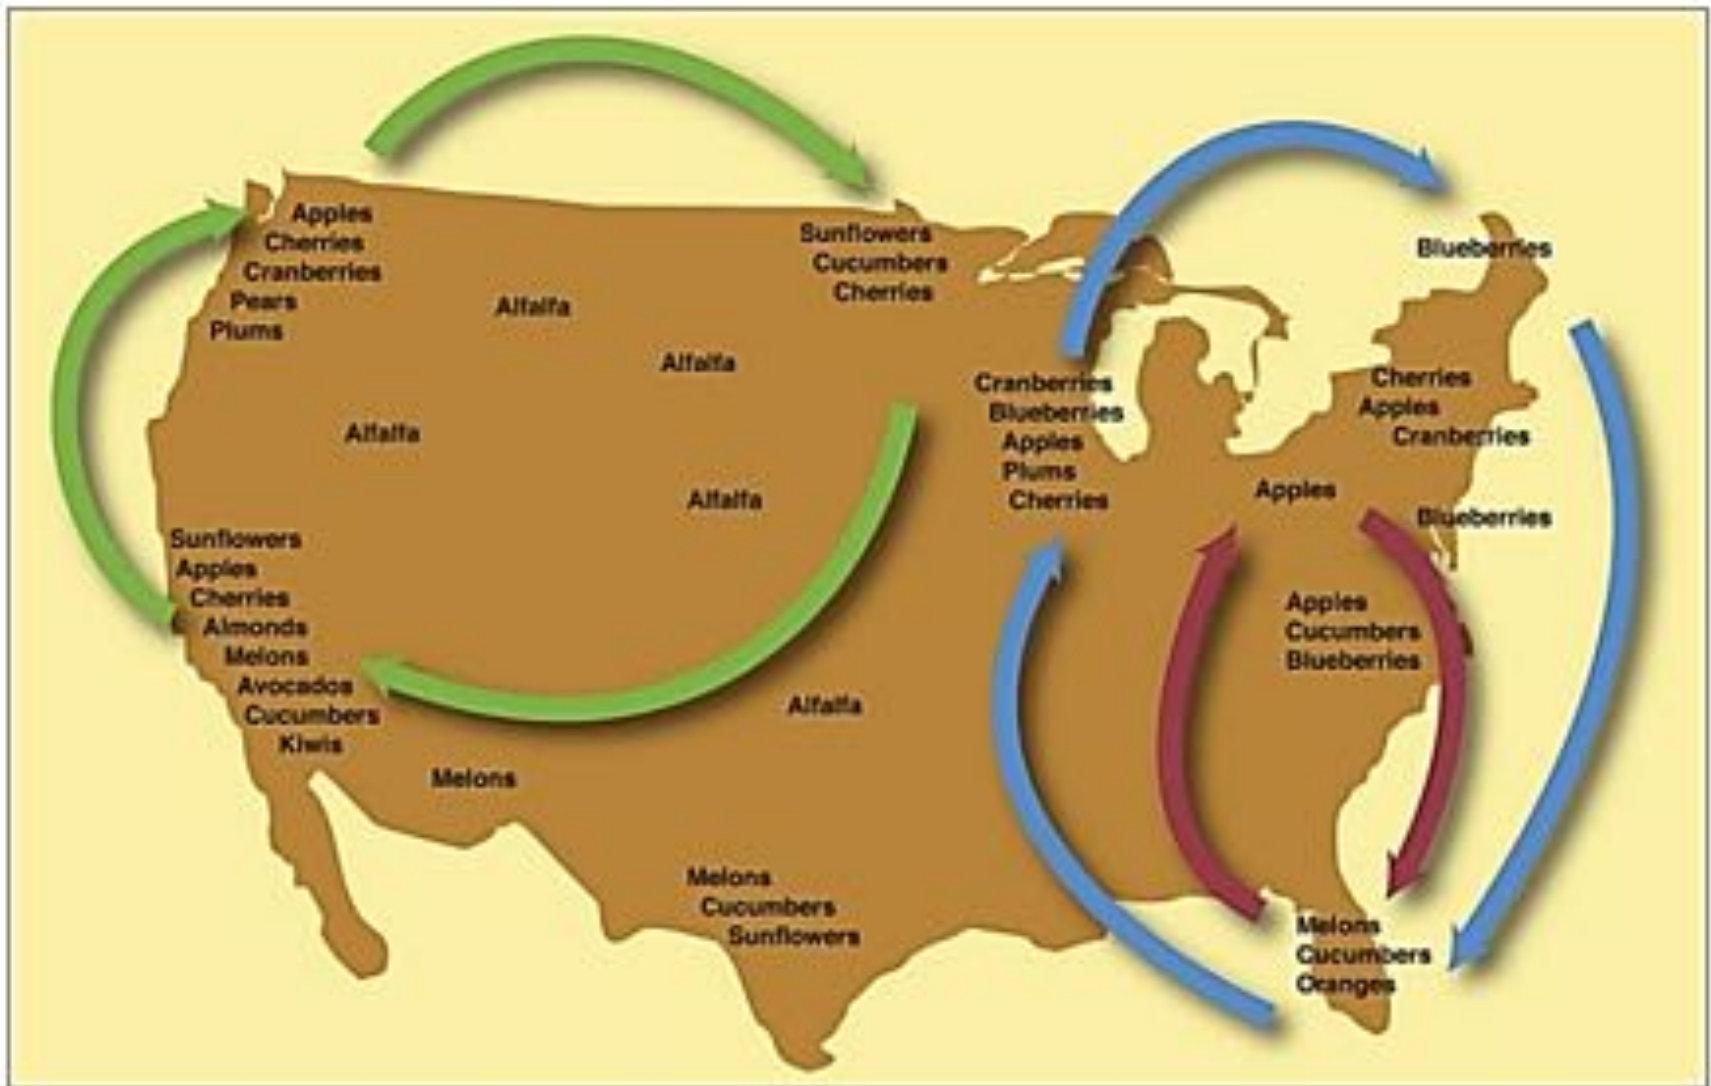 Apples
Cherries
Cranberries
Pears
Plums
Alfalfa
Alfalfa
Alfalfa
Alfalfa
Sunflowers
Cucumbers
Cherries
Sunflowers
Apples
Cherries
Almonds
Melons
Avocados
Cucumbers
Kiwis
Melons
Alfalfa
Melons
Cucumbers
Sunflowers
Cranberries
Blueberries
Apples
Plums
Cherries
Blueberries
Cherries
Apples
Cranberries
Apples
Blueberries
Apples
Cucumbers
Blueberries
Melons
Cucumbers
Oranges